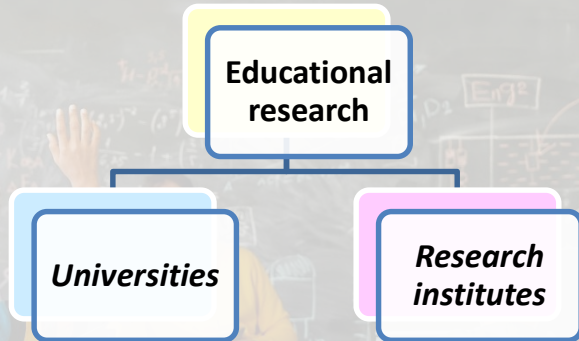 Educational
research
Universities
Research
institutes